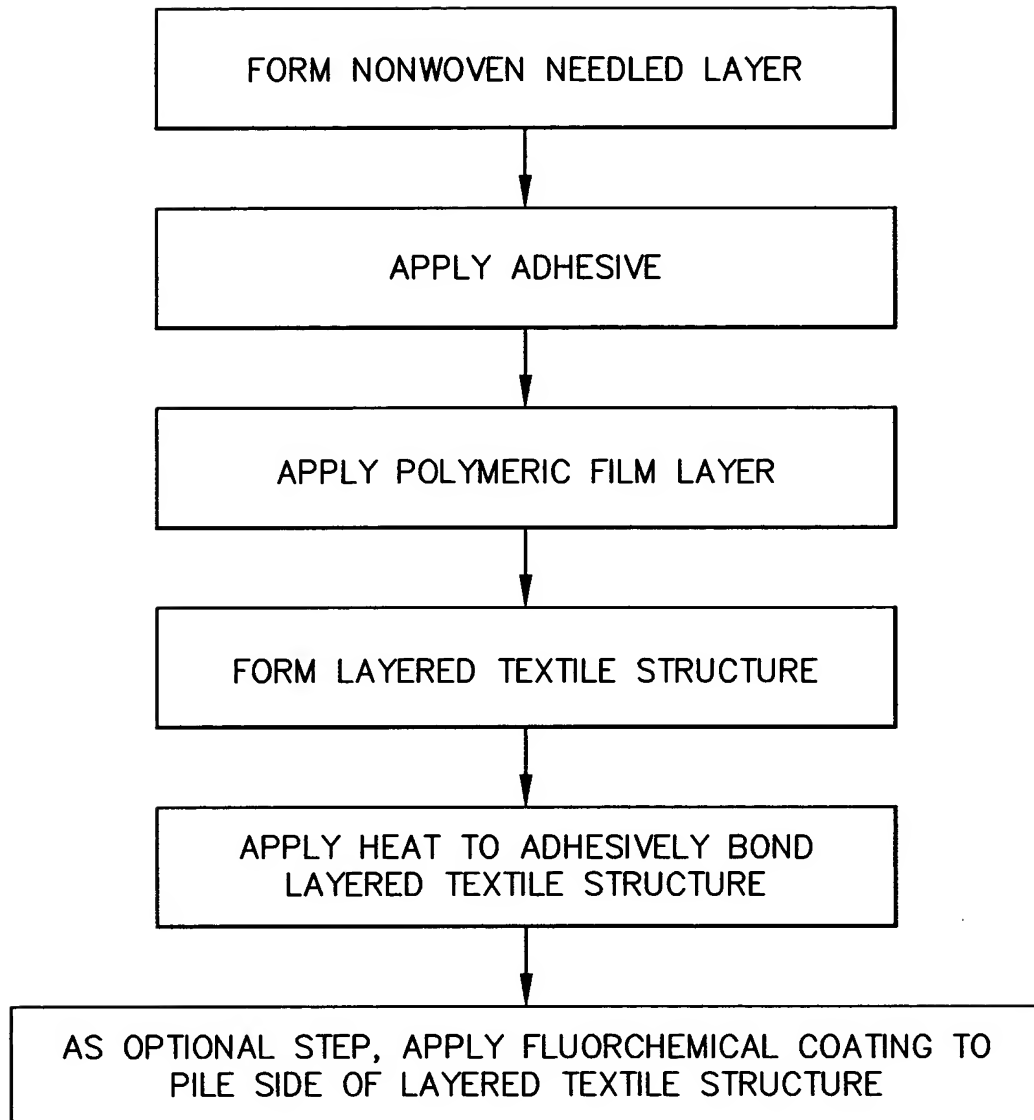 FORM NONWOVEN NEEDLED LAYER
APPLY ADHESIVE
APPLY POLYMERIC FILM LAYER
FORM LAYERED TEXTILE STRUCTURE
APPLY HEAT TO ADHESIVELY BOND
LAYERED TEXTILE STRUCTURE
AS OPTIONAL STEP, APPLY FLUORCHEMICAL COATING TO
PILE SIDE OF LAYERED TEXTILE STRUCTURE